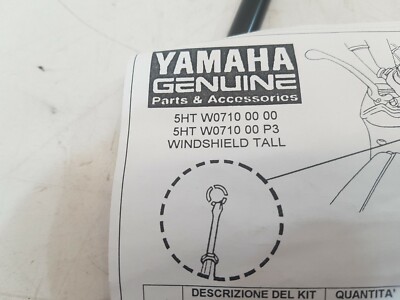 YAMAHA
GENUINE
Parts & Accessories
5HT W0710 00 00
5HT W0710 00 P3
WINDSHIELD TALL
DESCRIZIONE DEL KIT QUANTITA'